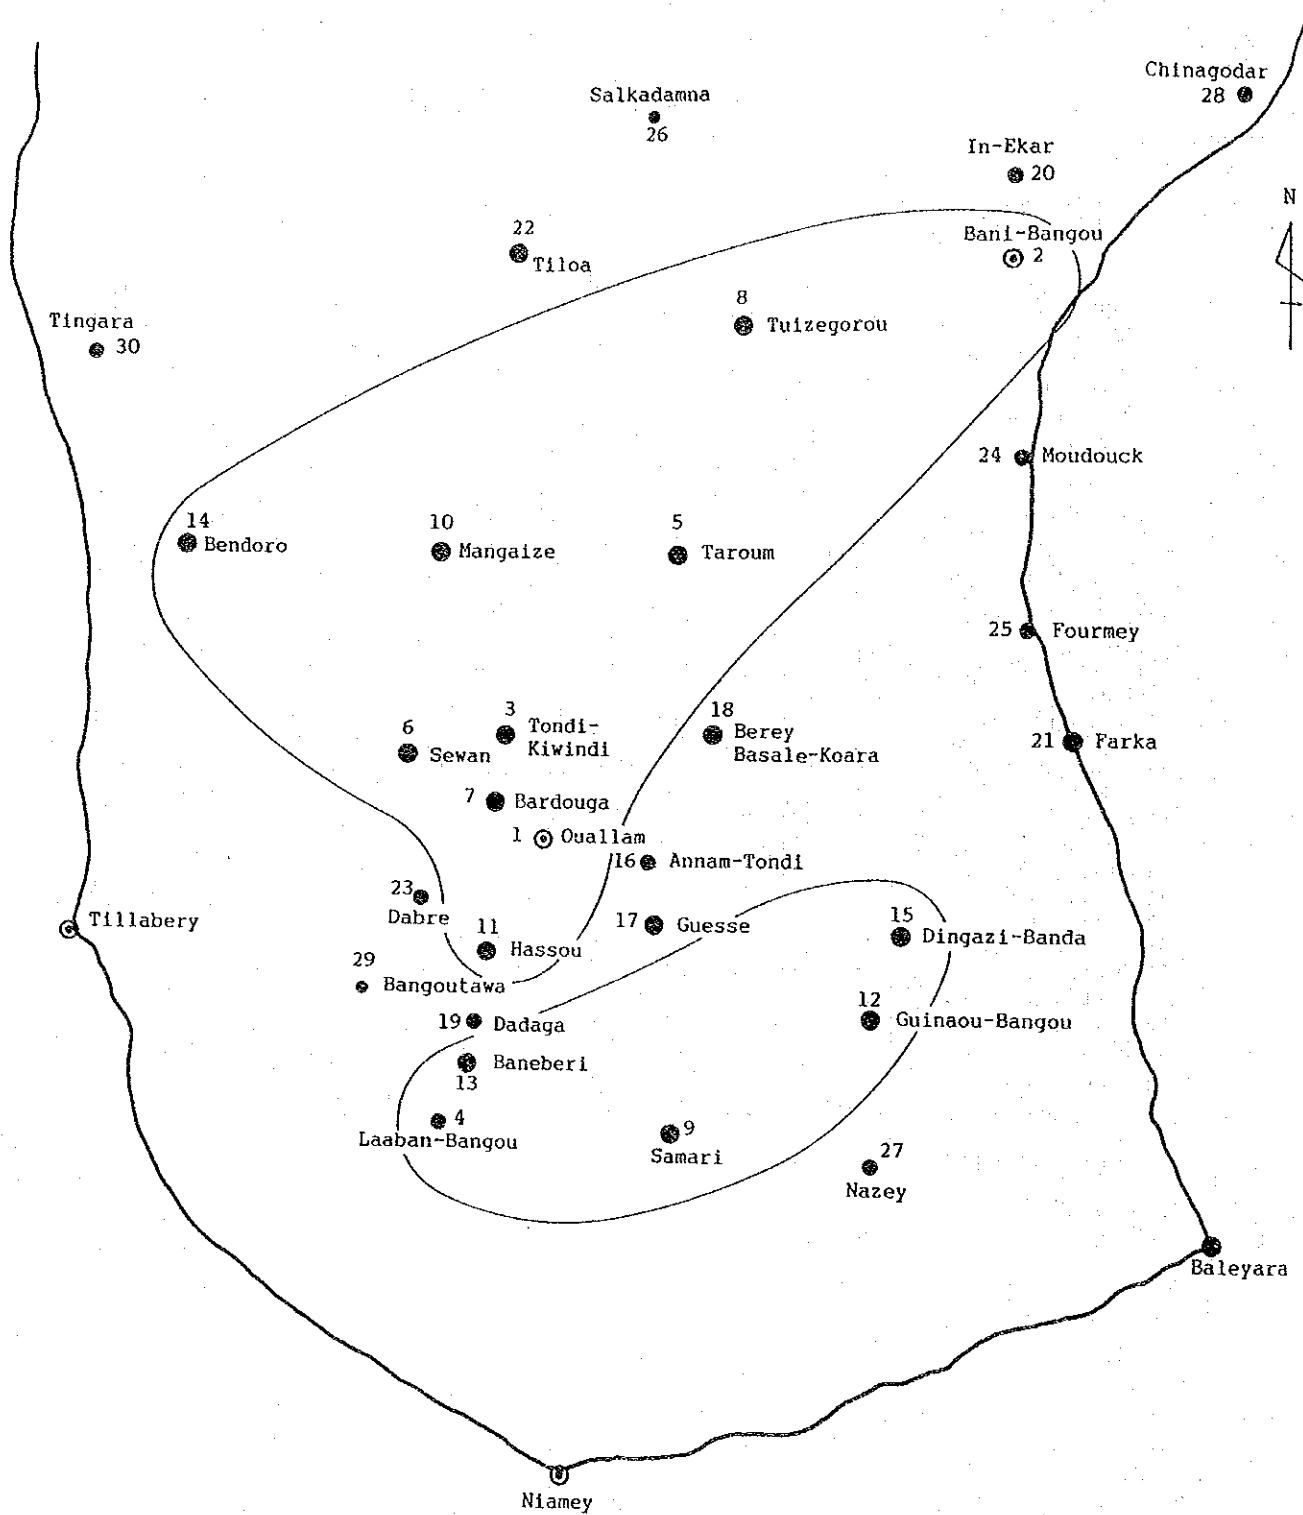 Chinagodar
28
Salkadamna
26
In-Ekar
20
N
22
Tiloa
Bani-Bangou
2
8
Tuizegorou
Tingara
30
24 Moudouck
14
Bendoro
10
Mangaize
5
Taroum
25 Fourmey
6
Sewan
3
Tondi-
Kiwindi
18
Berey
Basale-Koara
21 Farka
7 Bardouga
1 Ouallam
16 Annam-Tondi
23
Dabre
Tillabery
11
Hassou
17 Guesse
15
Dingazi-Banda
29
Bangoutawa
19 Dadaga
12
Guinaou-Bangou
Baneberi
13
4
Laaban-Bangou
9
Samari
27
Nazey
Baleyara
Niamey